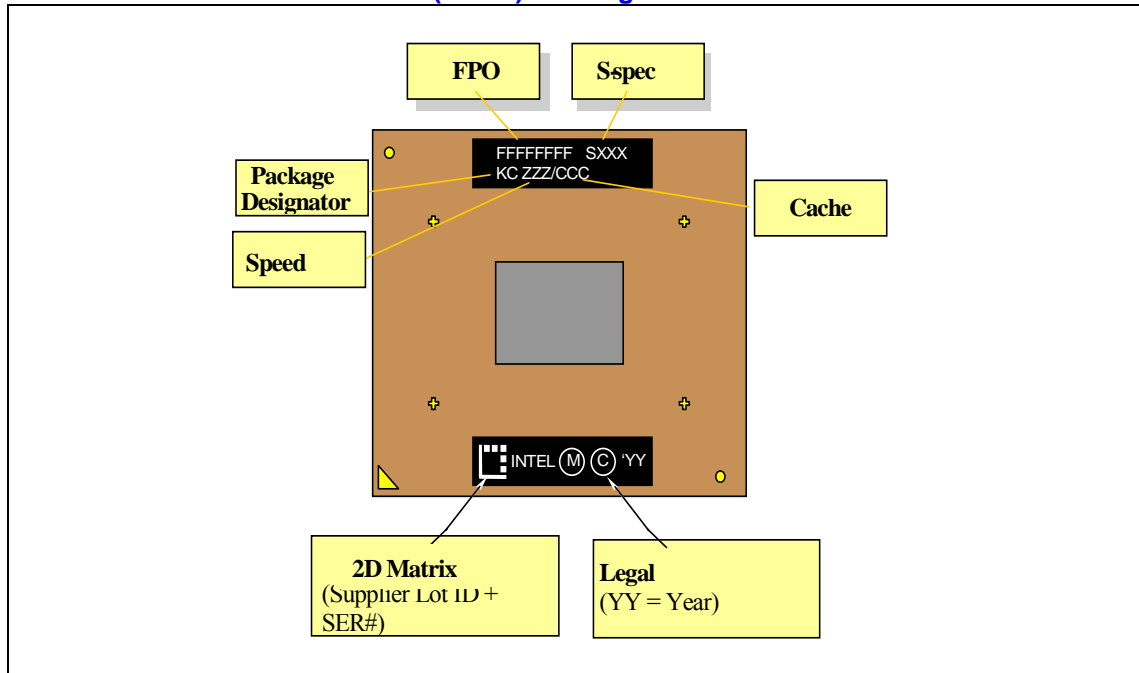 FPO
S-spec
FFFFFFFF SXXX
KC ZZZ/CCC
Package
Designator
Cache
Speed
INTEL M C 'YY
2D Matrix
(Supplier Lot ID +
SER#)
Legal
(YY = Year)